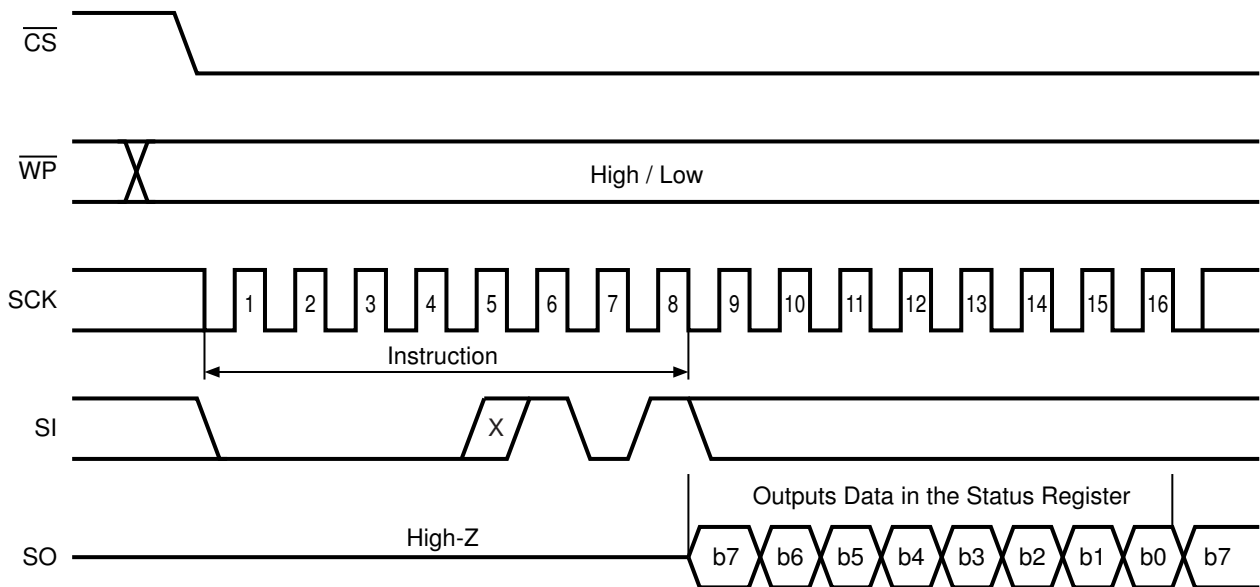 CS
WP
High / Low
SCK
1 2 3 4 5 6 7 8 9 10 11 12 13 14 15 16
Instruction
SI
X
Outputs Data in the Status Register
High-Z
SO
b7 b6 b5 b4 b3 b2 b1 b0 b7